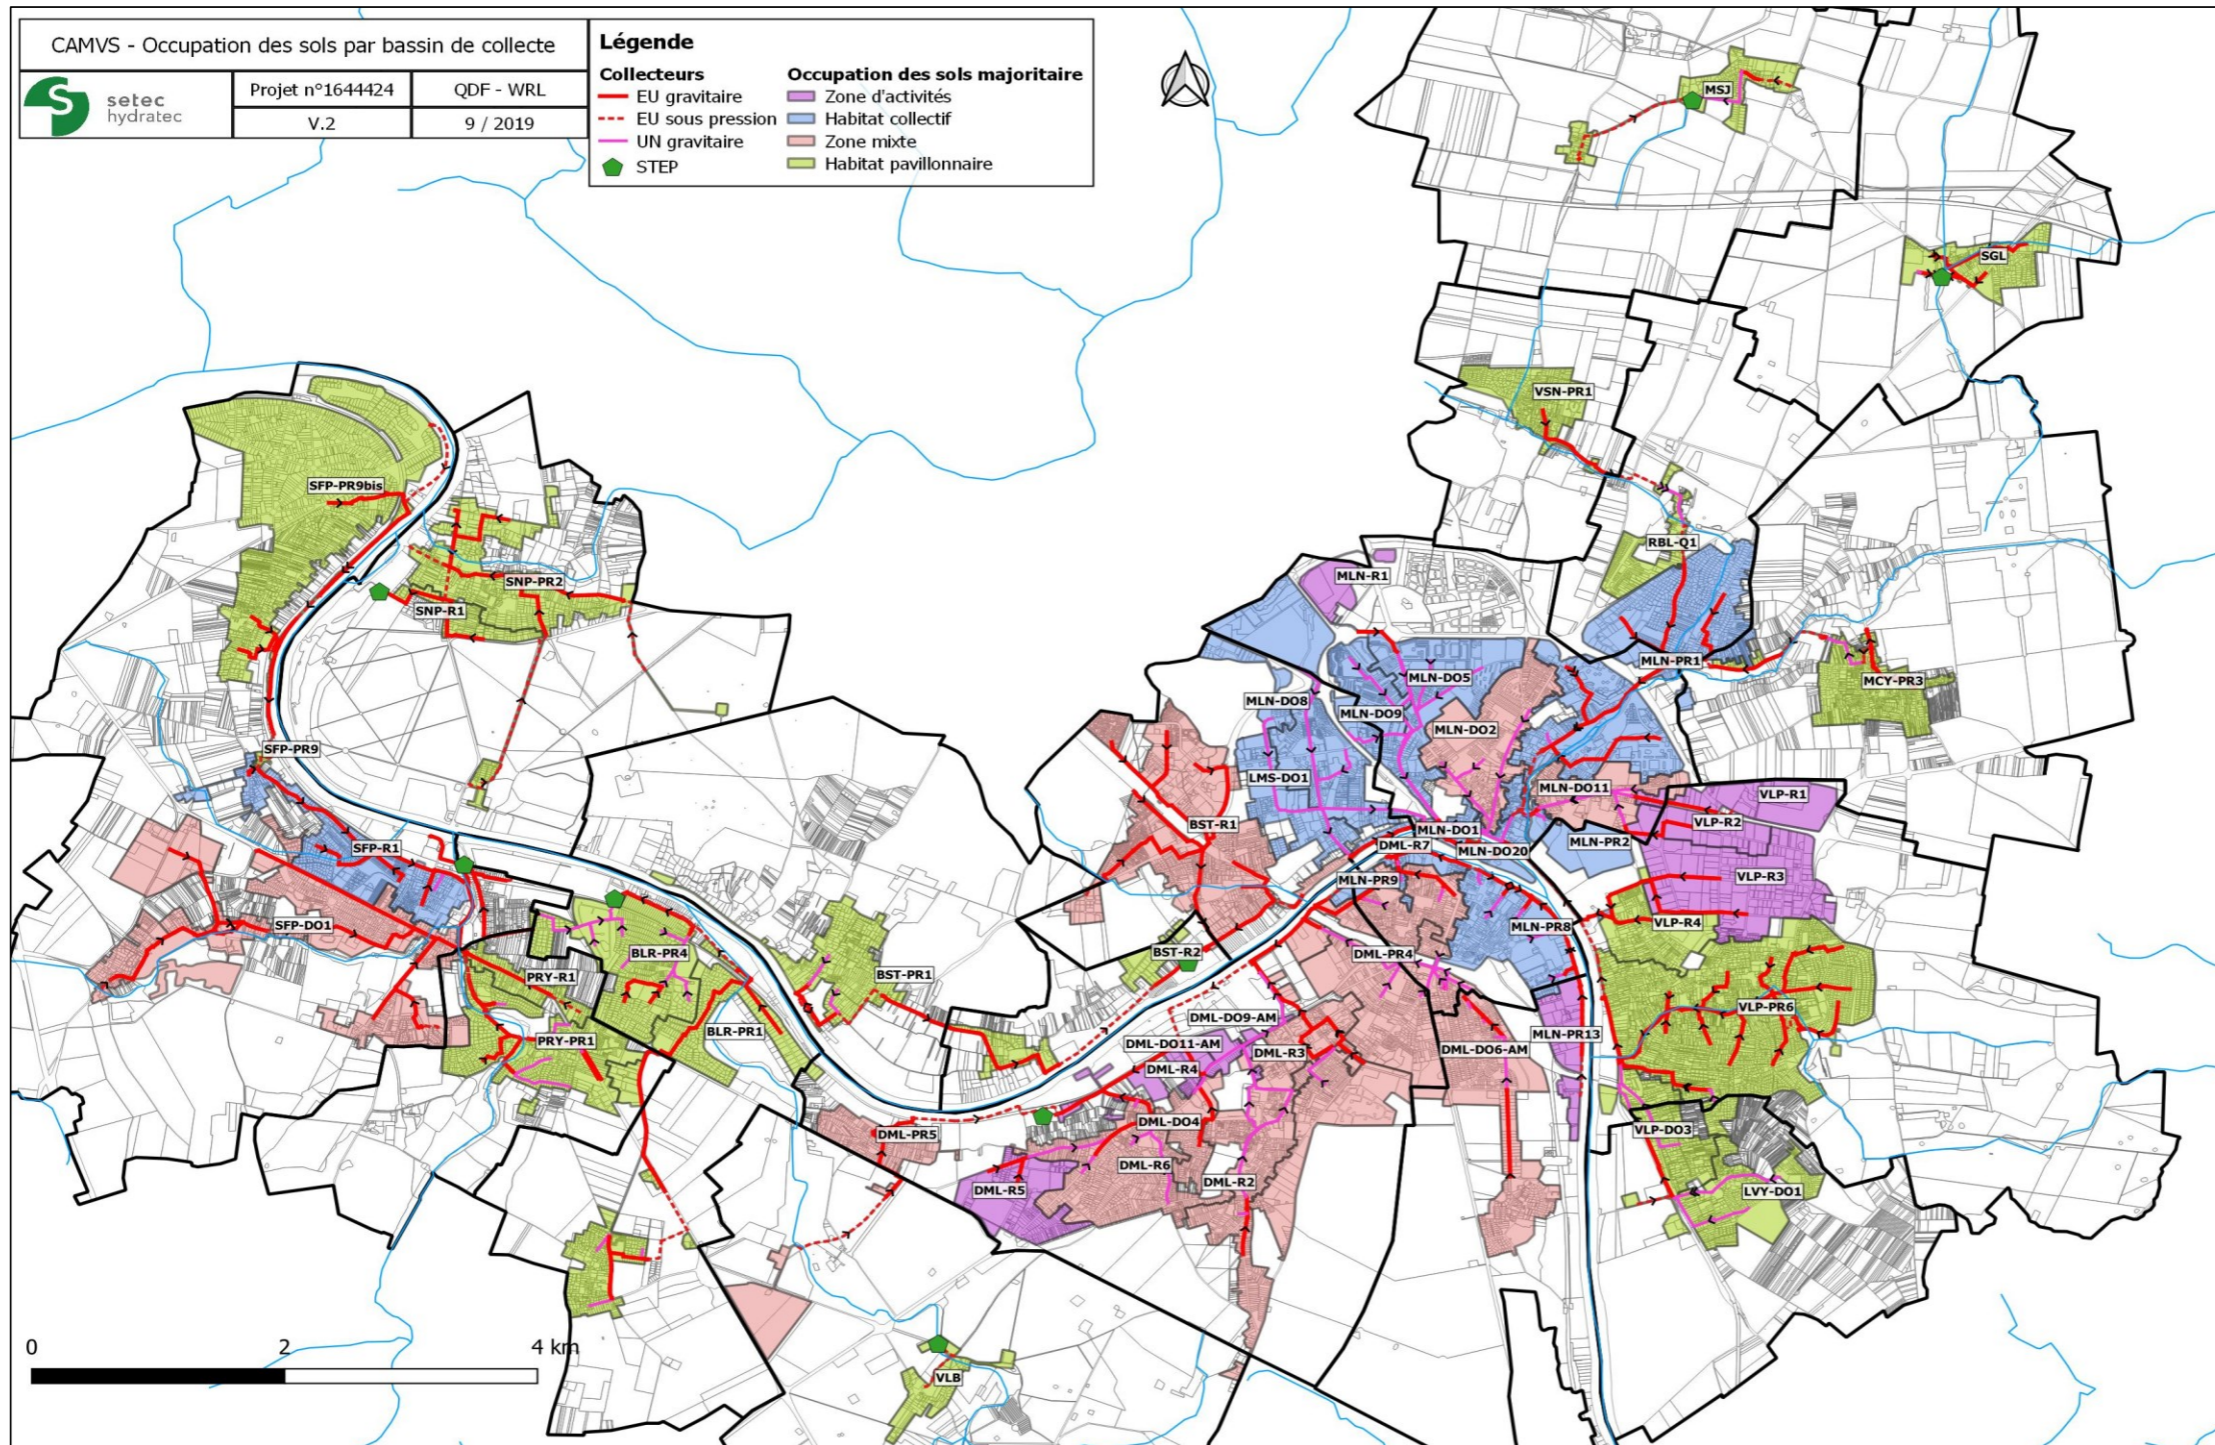 CAMVS - Occupation des sols par bassin de collecte
setec
hydratec
Projet n°1644424
QDF - WRL
V.2
9 / 2019
Légende
Collecteurs
EU gravitaire
EU sous pression
UN gravitaire
STEP
Occupation des sols majoritaire
Zone d'activités
Habitat collectif
Zone mixte
Habitat pavillonnaire
MSJ
SGL
VSN-PR1
SFP-PR9bis
RBL-Q1
MLN-R1
SNP-PR2
SNP-R1
MLN-PR1
MCY-PR3
MLN-DO5
MLN-DO8
MLN-DO9
MLN-DO2
SFP-PR9
LMS-DO1
MLN-DO11
VLP-R1
VLP-R2
BST-R1
MLN-DO1
DML-R7
MLN-DO20
MLN-PR2
SFP-R1
MLN-PR9
VLP-R3
SFP-DO1
MLN-PR8
VLP-R4
BLR-PR4
BST-R2
DML-PR4
PRY-R1
BST-PR1
VLP-PR6
DML-DO9-AM
BLR-PR1
PRY-PR1
DML-DO11-AM
DML-R3
DML-DO6-AM
MLN-PR13
DML-R4
DML-DO4
DML-PR5
VLP-DO3
DML-R6
DML-R2
DML-R5
LVY-DO1
VLB
0
2
4 km